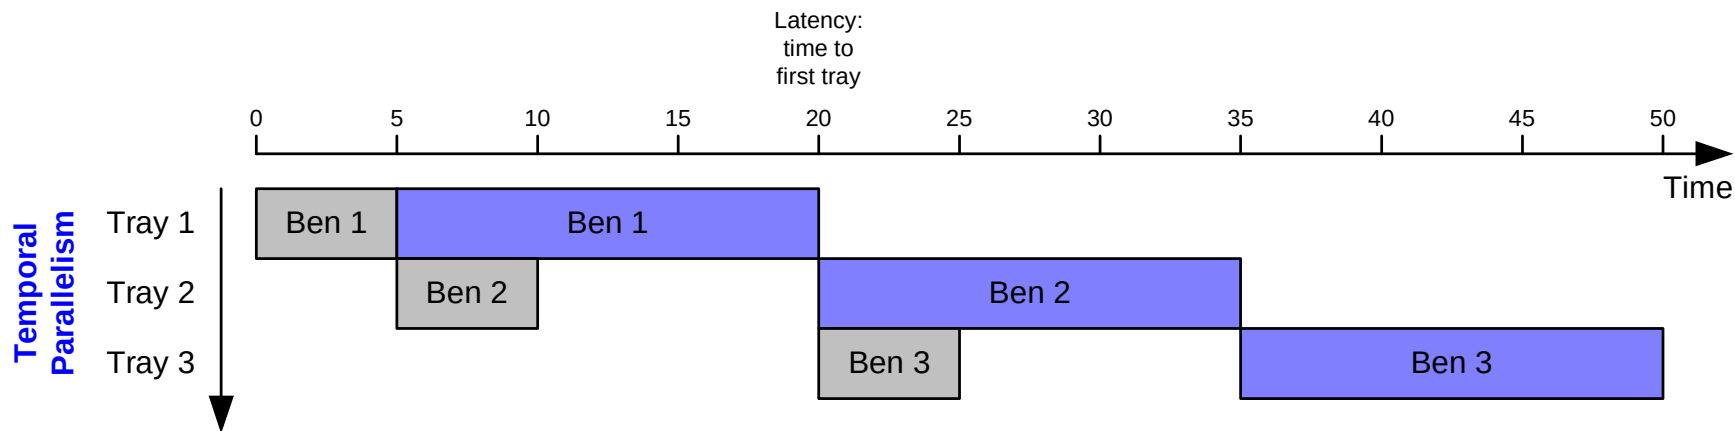 Latency:
time to
first tray
0 5 10 15 20 25 30 35 40 45 50
Time
Temporal
Parallelism
Tray 1 Ben 1 Ben 1
Tray 2 Ben 2 Ben 2
Tray 3 Ben 3 Ben 3